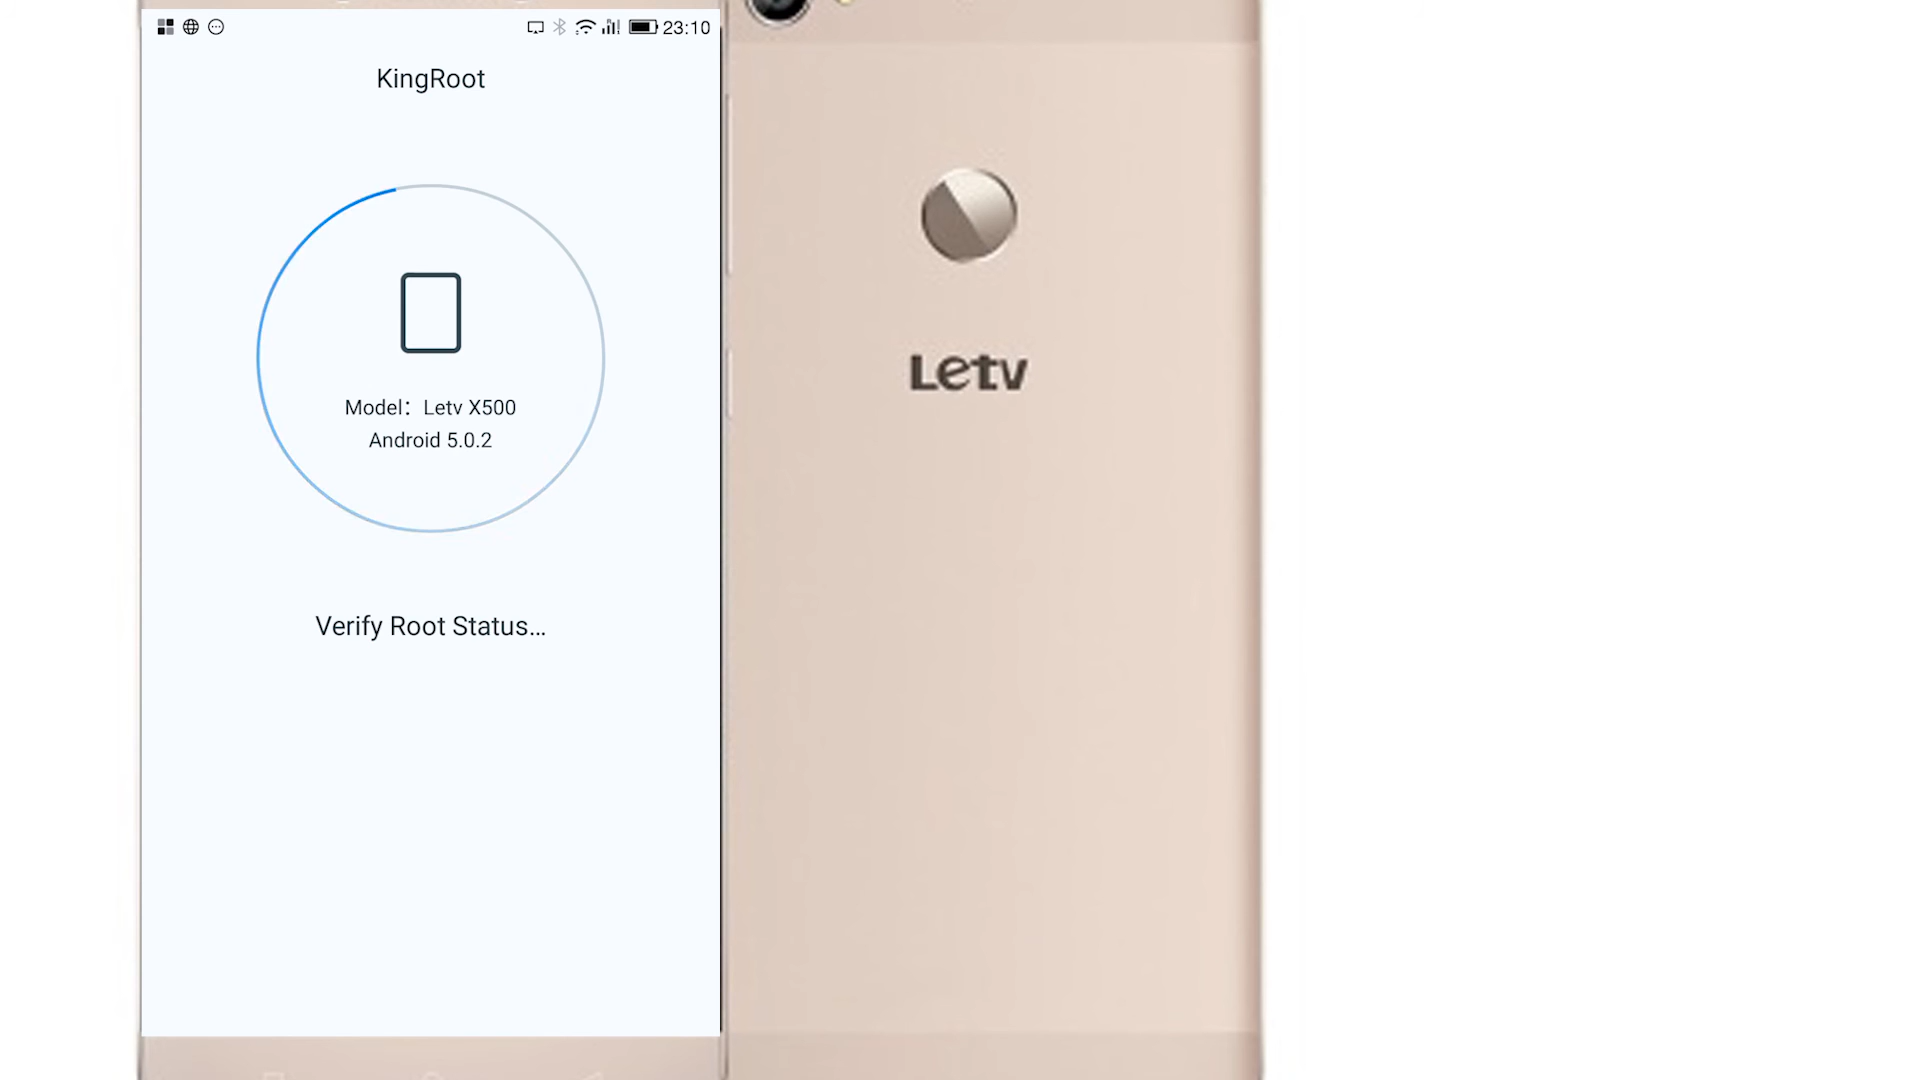 23:10
KingRoot
Model：Letv X500
Android 5.0.2
Verify Root Status...
Letv